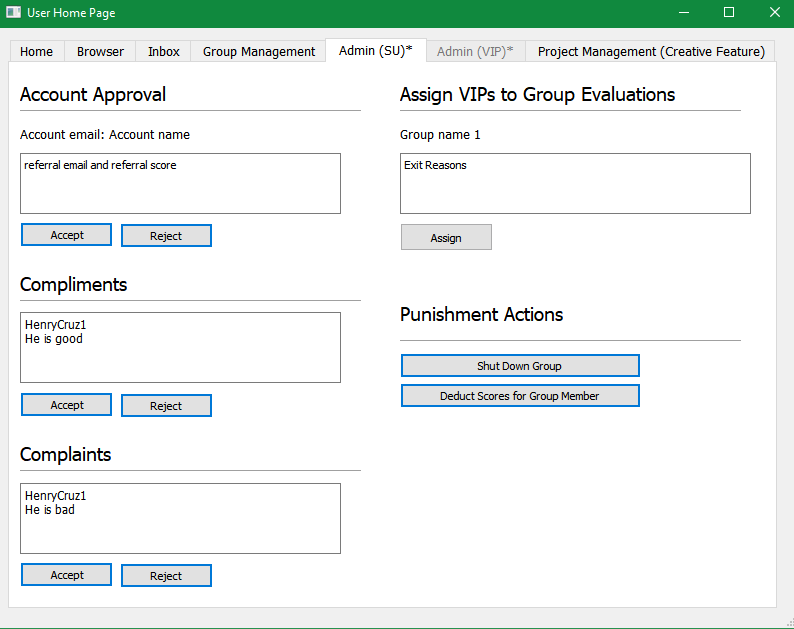 User Home Page
Home Browser Inbox Group Management Admin (SU)* Admin (VIP)* Project Management (Creative Feature)
Account Approval
Account email: Account name
referral email and referral score
Accept Reject
Compliments
HenryCruz1
He is good
Accept Reject
Complaints
HenryCruz1
He is bad
Accept Reject
Assign VIPs to Group Evaluations
Group name 1
Exit Reasons
Assign
Punishment Actions
Shut Down Group
Deduct Scores for Group Member